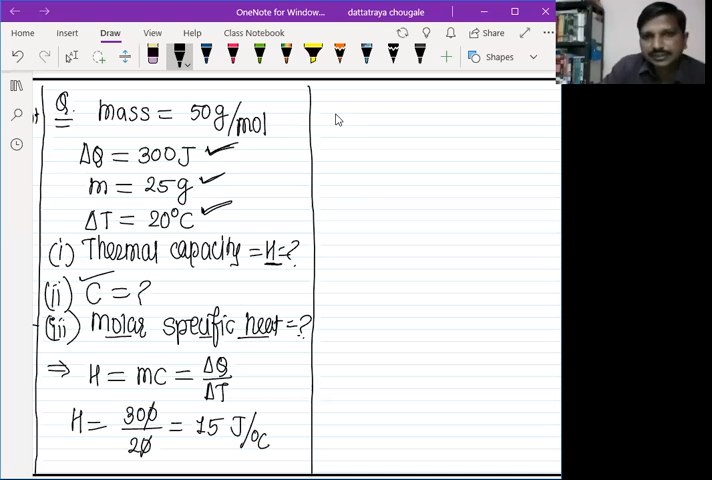 OneNote for Window...
dattatraya chougale
Home Insert Draw View Help Class Notebook Share
Shapes
Q. mass = 50g/mol
ΔQ = 300J ✓
m = 25g ✓
ΔT = 20°C ✓
(i) Thermal capacity = H = ?
(ii) C = ?
(iii) Molar specific heat = ?
⇒ H = mc = ΔQ/ΔT
H = 300/20 = 15 J/°C